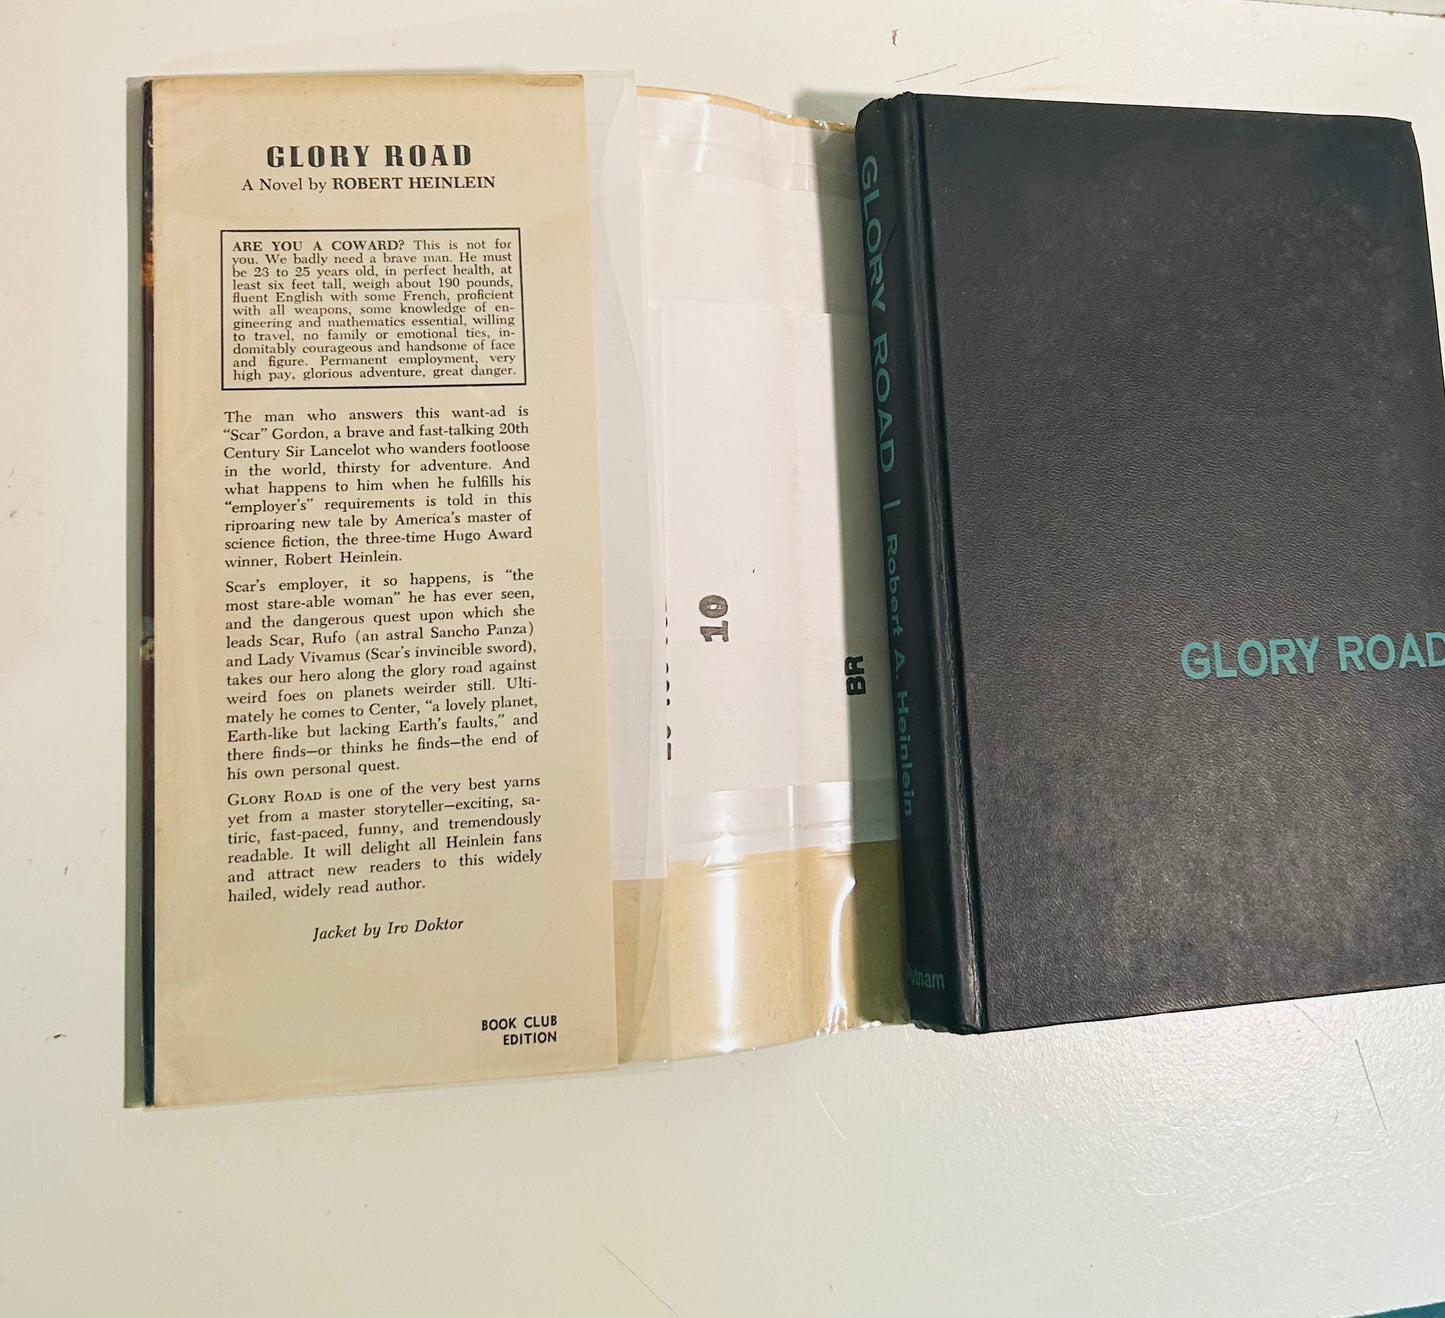 GLORY ROAD
A Novel by ROBERT HEINLEIN
ARE YOU A COWARD? This is not for
you. We badly need a brave man. He must
be 23 to 25 years old, in perfect health, at
least six feet tall, weigh about 190 pounds,
fluent English with some French, proficient
with all weapons, some knowledge of en-
gineering and mathematics essential, willing
to travel, no family or emotional ties, in-
domitably courageous and handsome of face
and figure. Permanent employment, very
high pay, glorious adventure, great danger.
The man who answers this want-ad is
“Scar” Gordon, a brave and fast-talking 20th
Century Sir Lancelot who wanders footloose
in the world, thirsty for adventure. And
what happens to him when he fulfills his
“employer’s” requirements is told in this
riproaring new tale by America’s master of
science fiction, the three-time Hugo Award
winner, Robert Heinlein.
Scar’s employer, it so happens, is “the
most stare-able woman” he has ever seen,
and the dangerous quest upon which she
leads Scar, Rufo (an astral Sancho Panza)
and Lady Vivamus (Scar’s invincible sword),
takes our hero along the glory road against
weird foes on planets weirder still. Ulti-
mately he comes to Center, “a lovely planet,
Earth-like but lacking Earth’s faults,” and
there finds—or thinks he finds—the end of
his own personal quest.
GLORY ROAD is one of the very best yarns
yet from a master storyteller—exciting, sa-
tiric, fast-paced, funny, and tremendously
readable. It will delight all Heinlein fans
and attract new readers to this widely
hailed, widely read author.
Jacket by Irv Doktor
BOOK CLUB
EDITION
10
BR
GLORY ROAD | Robert A. Heinlein
Putnam
GLORY ROAD